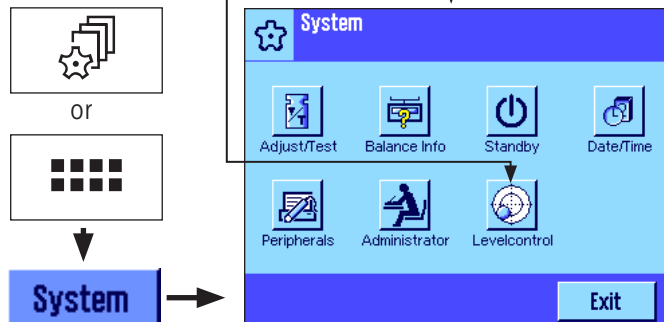 System
or
Adjust/Test Balance Info Standby Date/Time
Peripherals Administrator Levelcontrol
System
Exit